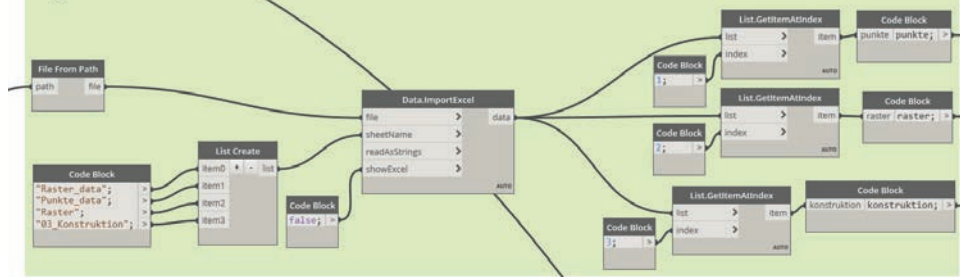 File From Path
path file
Code Block
"Raster_data"; >
"Punkte_data"; >
"Raster"; >
"03_Konstruktion"; >
List Create
item0 + - list
item1
item2
item3
Code Block
false; >
Data.ImportExcel
file > data
sheetName >
readAsStrings >
showExcel >
AUTO
Code Block
1; >
List.GetItemAtIndex
list > item
index >
AUTO
Code Block
punkte punkte; >
Code Block
2; >
List.GetItemAtIndex
list > item
index >
AUTO
Code Block
raster raster; >
Code Block
3; >
List.GetItemAtIndex
list > item
index >
AUTO
Code Block
konstruktion konstruktion; >